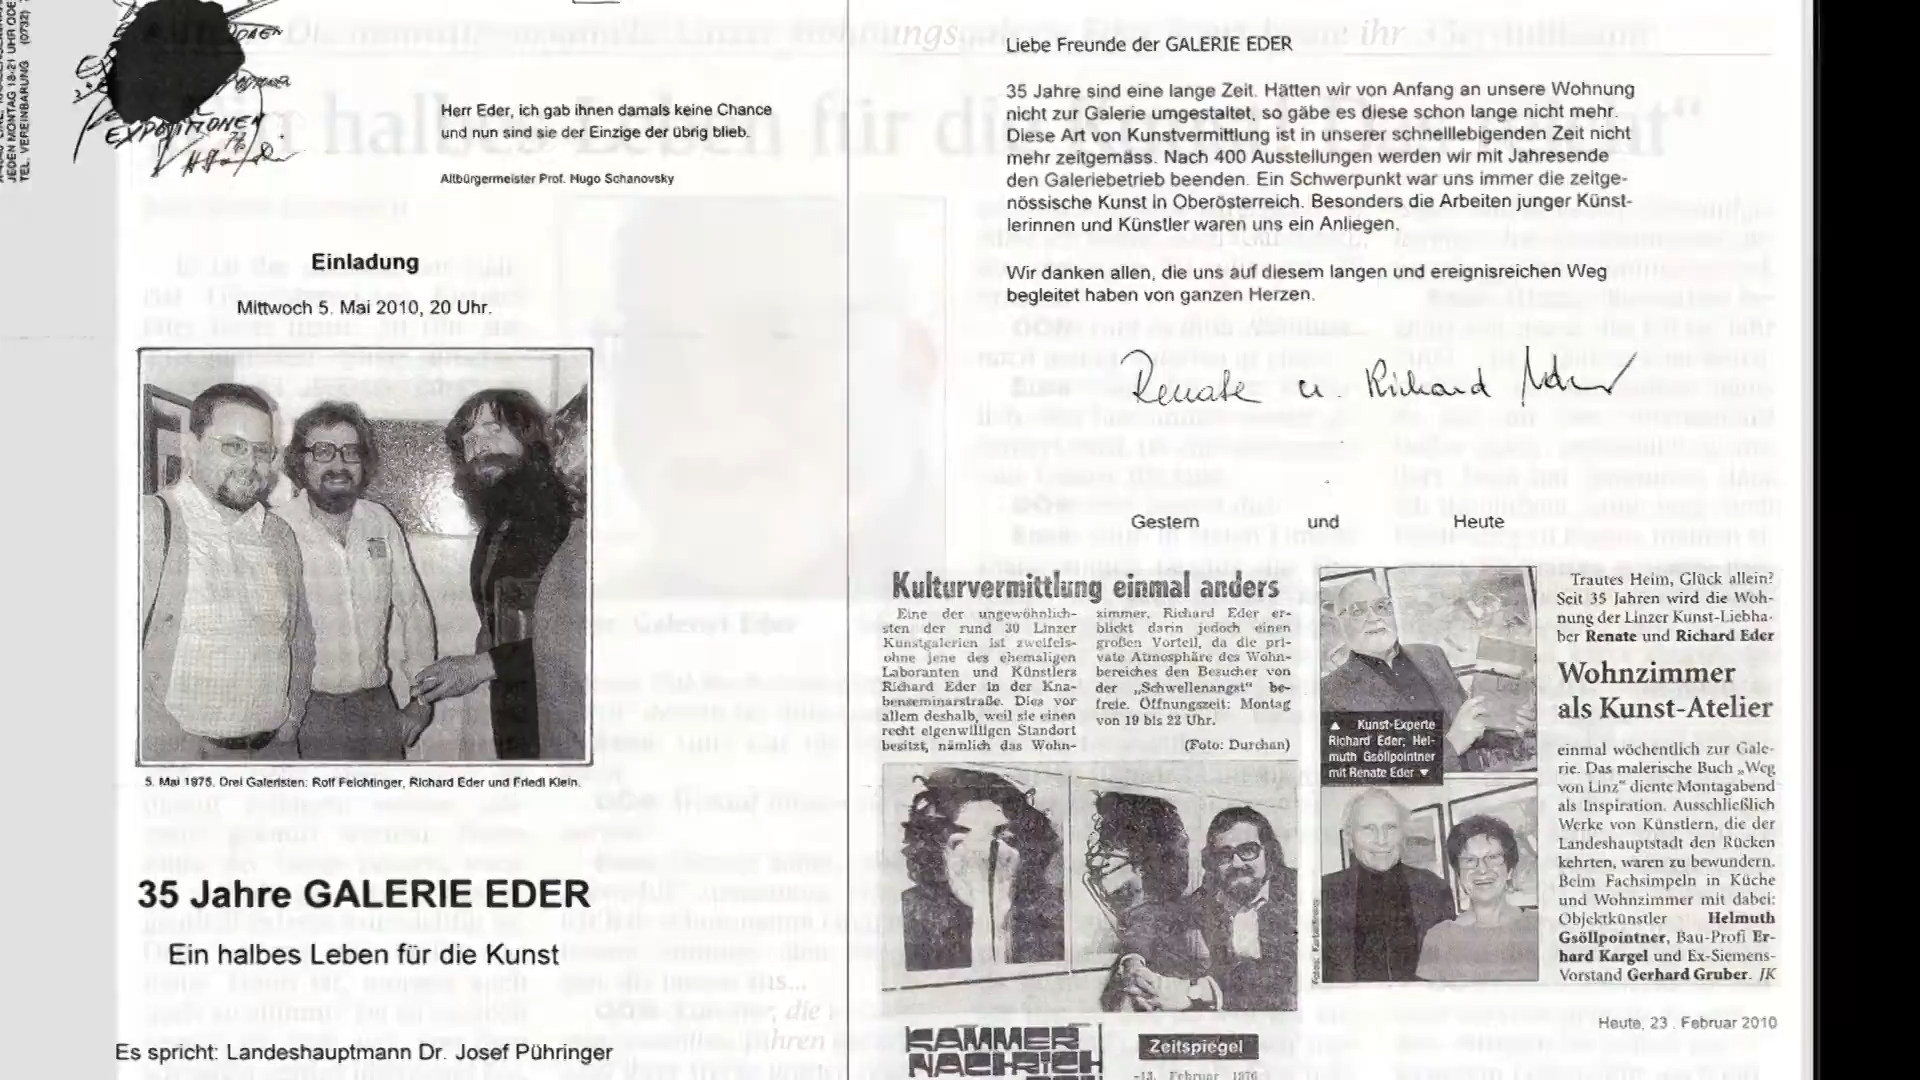 JEDEN MONTAG 18-21 UHR ODER
TEL. VEREINBARUNG (0732)
EXPOSITIONEN
Herr Eder, ich gab ihnen damals keine Chance
und nun sind sie der Einzige der übrig blieb.
Altbürgermeister Prof. Hugo Schanovsky
Einladung
Mittwoch 5. Mai 2010, 20 Uhr.
5. Mai 1975. Drei Galeristen: Rolf Feichtinger, Richard Eder und Friedl Klein.
35 Jahre GALERIE EDER
Ein halbes Leben für die Kunst
Es spricht: Landeshauptmann Dr. Josef Pühringer
Liebe Freunde der GALERIE EDER
35 Jahre sind eine lange Zeit. Hätten wir von Anfang an unsere Wohnung
nicht zur Galerie umgestaltet, so gäbe es diese schon lange nicht mehr.
Diese Art von Kunstvermittlung ist in unserer schnelllebigenden Zeit nicht
mehr zeitgemäss. Nach 400 Ausstellungen werden wir mit Jahresende
den Galeriebetrieb beenden. Ein Schwerpunkt war uns immer die zeitge-
nössische Kunst in Oberösterreich. Besonders die Arbeiten junger Künst-
lerinnen und Künstler waren uns ein Anliegen.
Wir danken allen, die uns auf diesem langen und ereignisreichen Weg
begleitet haben von ganzen Herzen.
Renate u. Richard Eder
Gestern und Heute
Kulturvermittlung einmal anders
Eine der ungewöhnlich-
sten der rund 30 Linzer
Kunstgalerien ist zweifels-
ohne jene des ehemaligen
Laboranten und Künstlers
Richard Eder in der Kna-
benseminarstraße. Dies vor
allem deshalb, weil sie einen
recht eigenwilligen Standort
besitzt, nämlich das Wohn-
zimmer. Richard Eder er-
blickt darin jedoch einen
großen Vorteil, da die pri-
vate Atmosphäre des Wohn-
bereiches den Besucher von
der „Schwellenangst“ be-
freie. Öffnungszeit: Montag
von 19 bis 22 Uhr.
(Foto: Durchan)
KAMMER
NACHRICH
Zeitspiegel
-13. Februar 1976
▲ Kunst-Experte
Richard Eder, Hel-
muth Gsöllpointner
mit Renate Eder ▼
Trautes Heim, Glück allein?
Seit 35 Jahren wird die Woh-
nung der Linzer Kunst-Liebha-
ber Renate und Richard Eder
Wohnzimmer
als Kunst-Atelier
einmal wöchentlich zur Gale-
rie. Das malerische Buch „Weg
von Linz“ diente Montagabend
als Inspiration. Ausschließlich
Werke von Künstlern, die der
Landeshauptstadt den Rücken
kehrten, waren zu bewundern.
Beim Fachsimpeln in Küche
und Wohnzimmer mit dabei:
Objektkünstler Helmuth
Gsöllpointner, Bau-Profi Er-
hard Kargel und Ex-Siemens-
Vorstand Gerhard Gruber. JK
Heute, 23 . Februar 2010